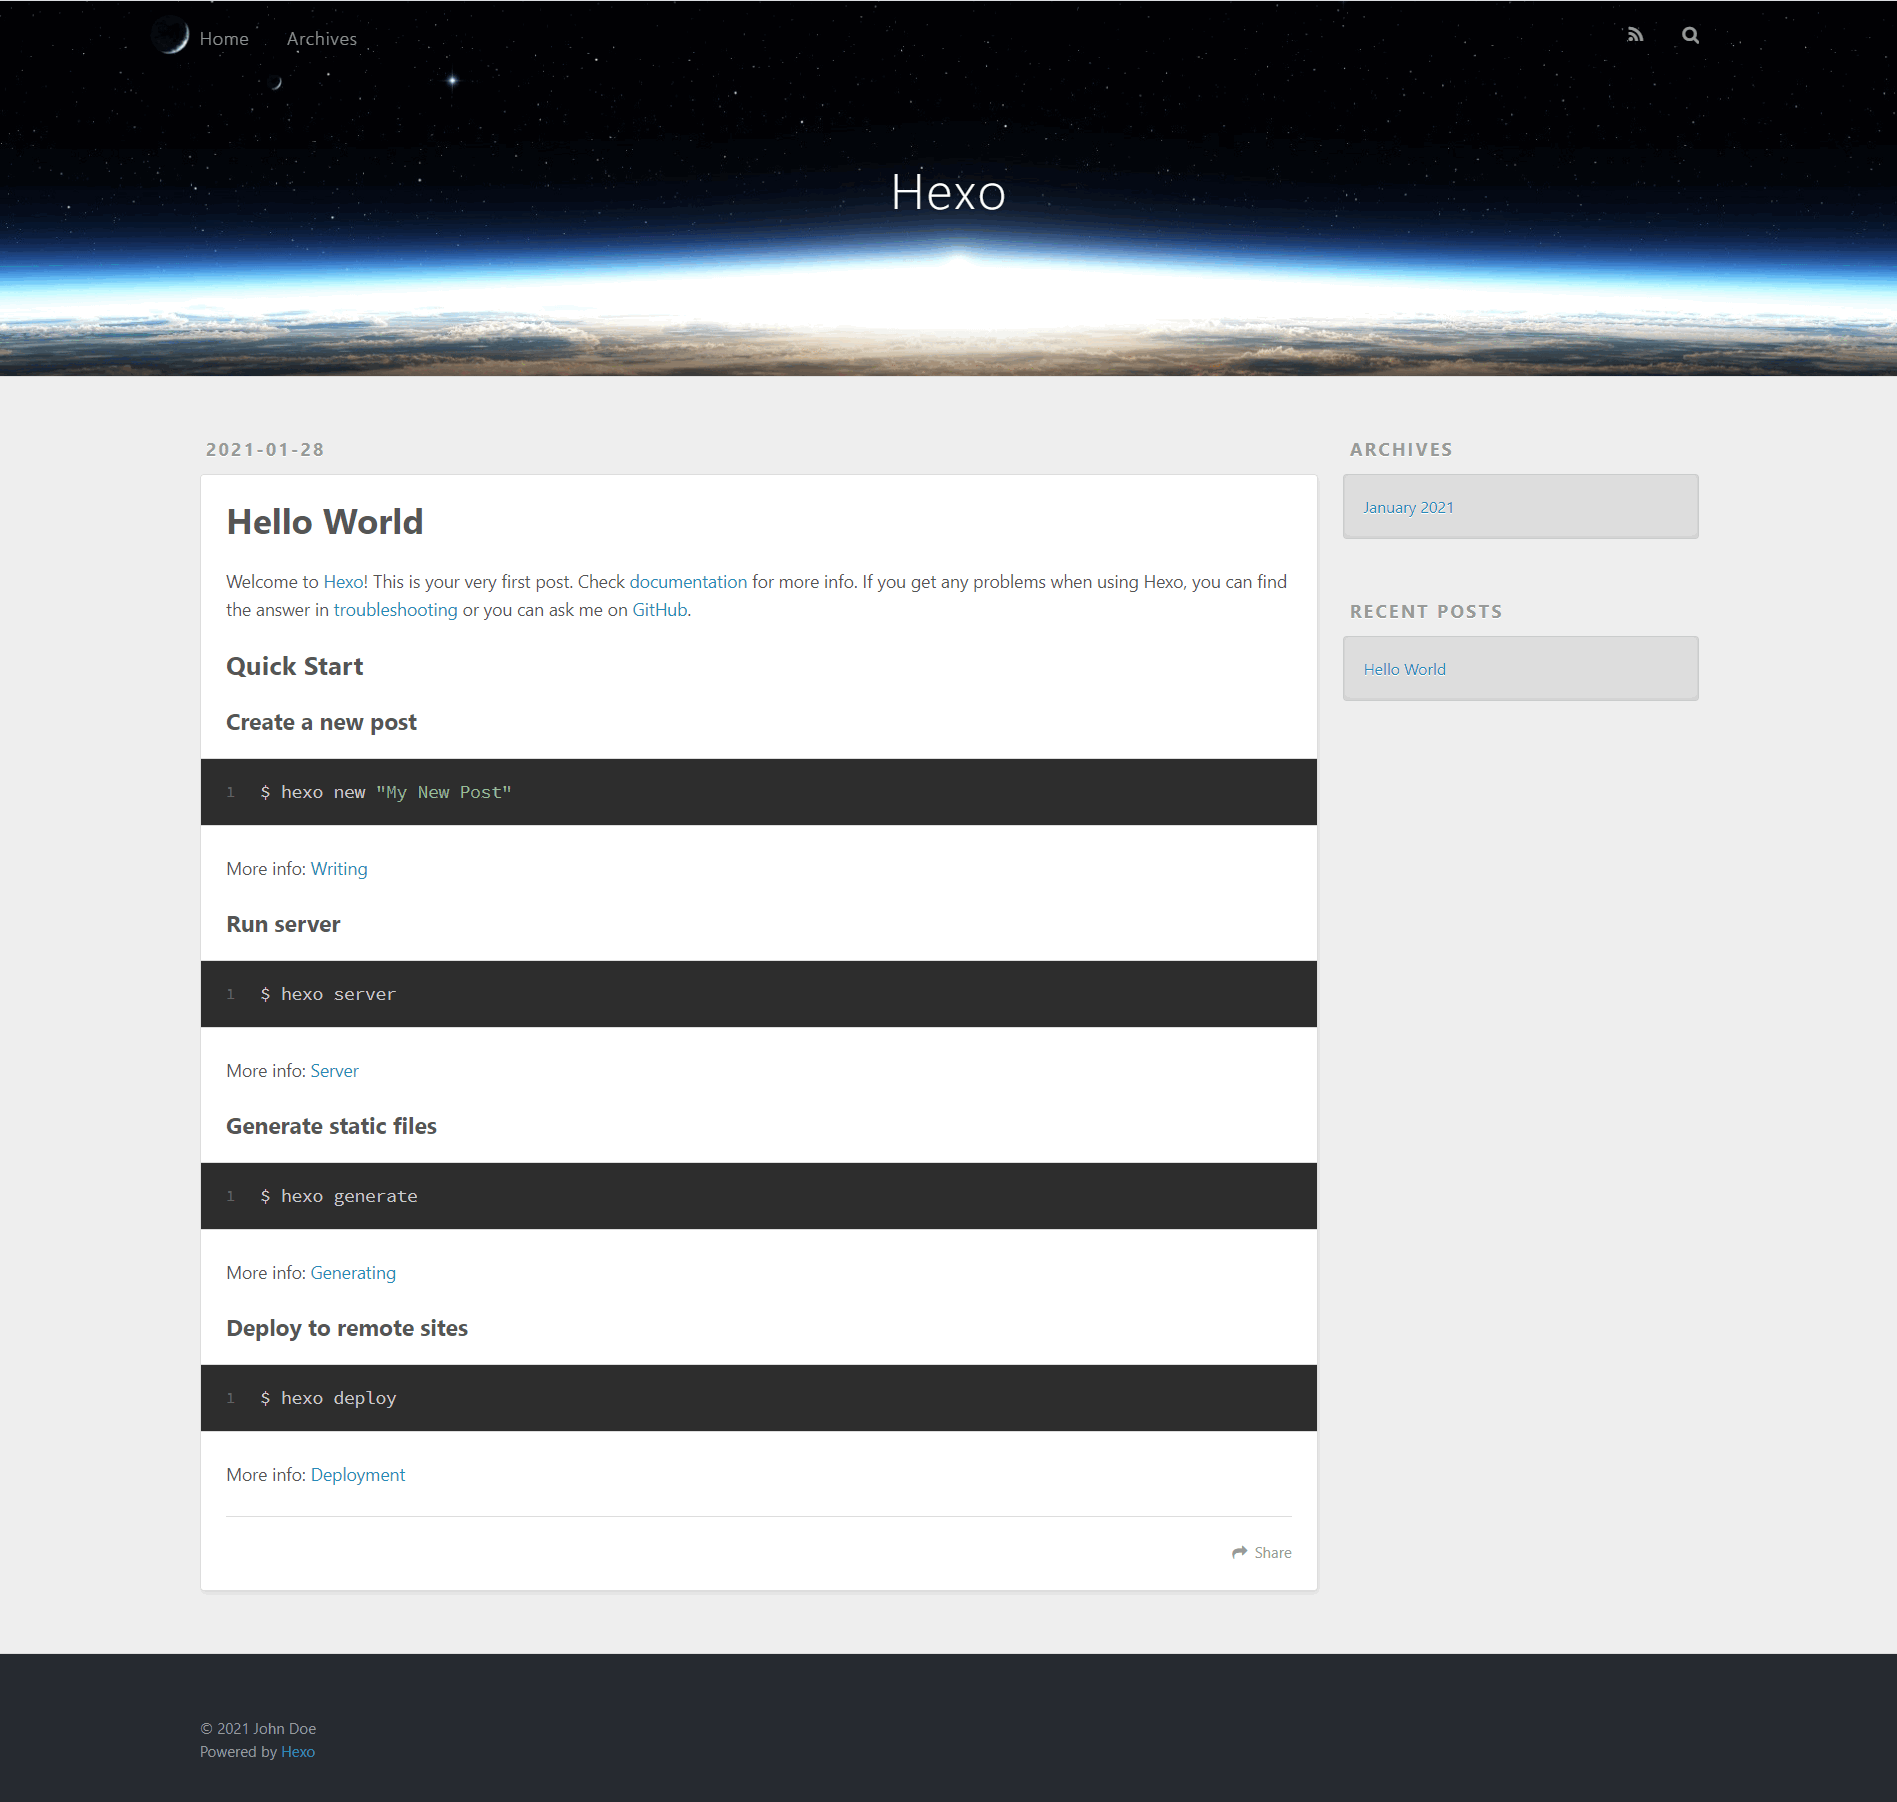 Home Archives
Hexo
2021-01-28
Hello World
Welcome to Hexo! This is your very first post. Check documentation for more info. If you get any problems when using Hexo, you can find
the answer in troubleshooting or you can ask me on GitHub.
Quick Start
Create a new post
1 $ hexo new "My New Post"
More info: Writing
Run server
1 $ hexo server
More info: Server
Generate static files
1 $ hexo generate
More info: Generating
Deploy to remote sites
1 $ hexo deploy
More info: Deployment
Share
ARCHIVES
January 2021
RECENT POSTS
Hello World
© 2021 John Doe
Powered by Hexo